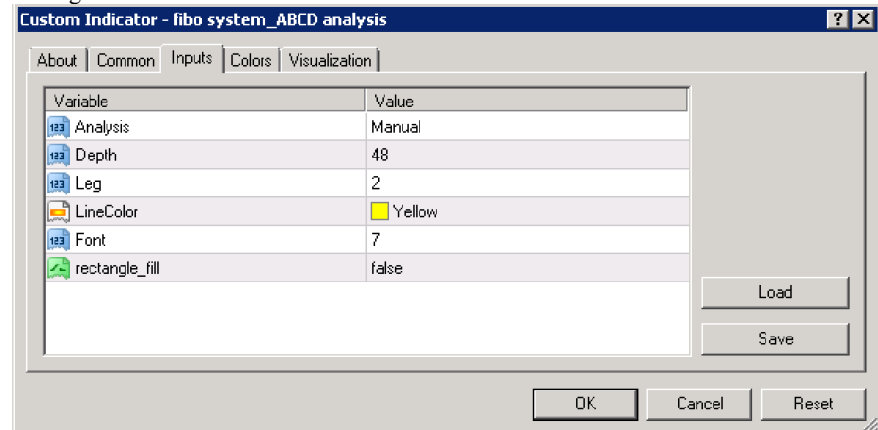 Custom Indicator - fibo system_ABCD analysis
About Common Inputs Colors Visualization
Variable Value
Analysis Manual
Depth 48
Leg 2
LineColor Yellow
Font 7
rectangle_fill false
Load
Save
OK Cancel Reset